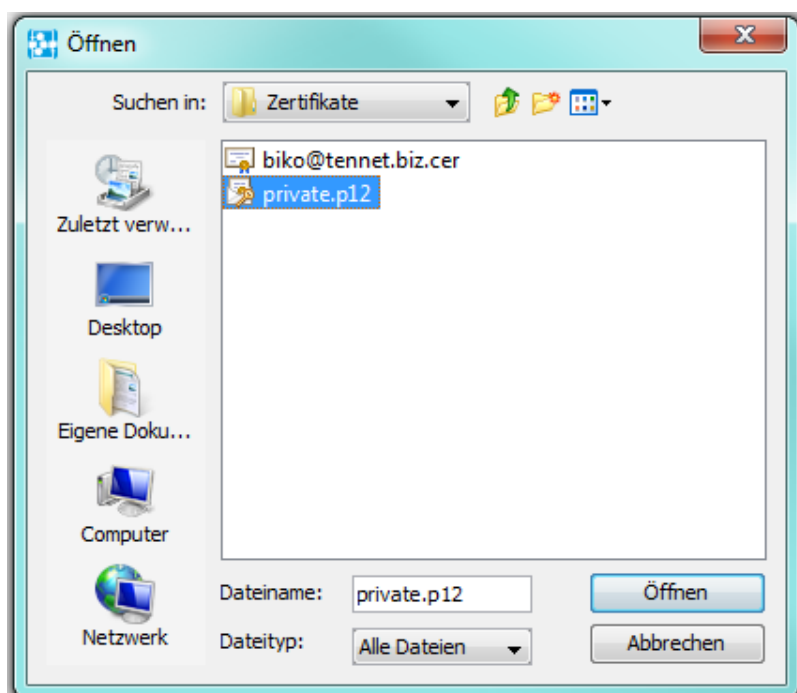 Öffnen
Suchen in: Zertifikate
biko@tennet.biz.cer
private.p12
Zuletzt verw...
Desktop
Eigene Doku...
Computer
Netzwerk
Dateiname: private.p12 Öffnen
Dateityp: Alle Dateien Abbrechen